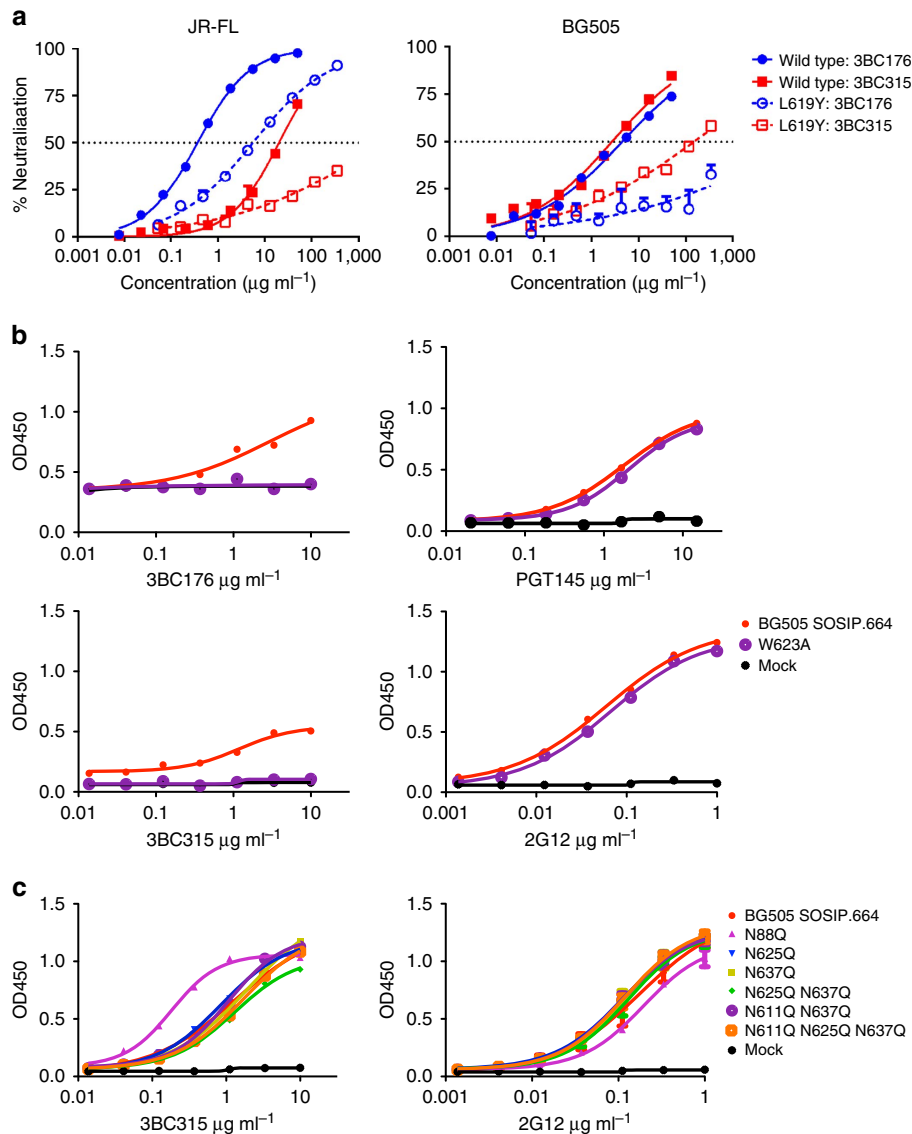 a
JR-FL
BG505
% Neutraliaation
100
75
50
25
0
0.001
0.01
0.1
1
10
100
1,000
Concentration (μg ml−1)
100
75
50
25
0
0.001
0.01
0.1
1
10
100
1,000
Concentration (μg ml−1)
Wild type: 3BC176
Wild type: 3BC315
L619Y: 3BC176
L619Y: 3BC315
b
OD450
1.5
1.0
0.5
0.0
0.01
0.1
1
10
3BC176 μg ml−1
OD450
1.5
1.0
0.5
0.0
0.01
0.1
1
10
PGT145 μg ml−1
OD450
1.5
1.0
0.5
0.0
0.01
0.1
1
10
3BC315 μg ml−1
OD450
1.5
1.0
0.5
0.0
0.001
0.01
0.1
1
2G12 μg ml−1
BG505 SOSIP.664
W623A
Mock
c
OD450
1.5
1.0
0.5
0.0
0.01
0.1
1
10
3BC315 μg ml−1
OD450
1.5
1.0
0.5
0.0
0.001
0.01
0.1
1
2G12 μg ml−1
BG505 SOSIP.664
N88Q
N625Q
N637Q
N625Q N637Q
N611Q N637Q
N611Q N625Q N637Q
Mock